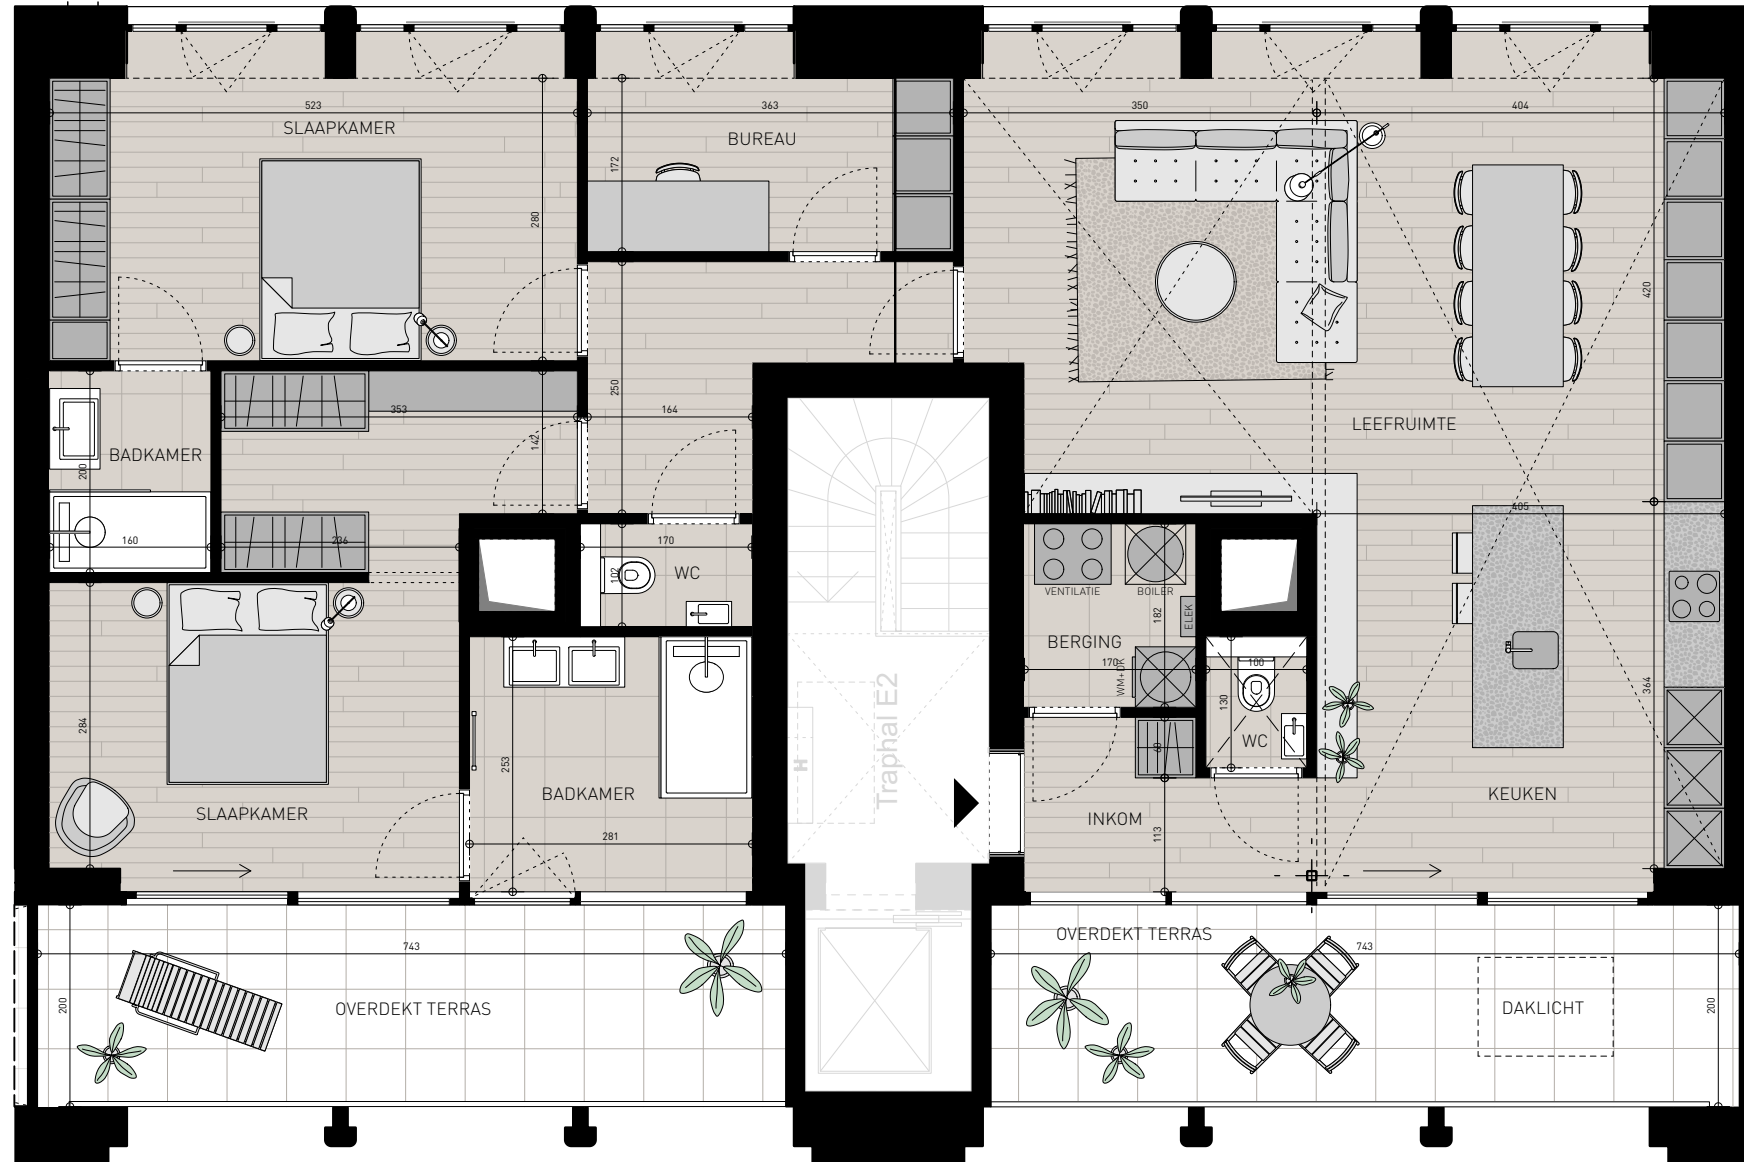 523
SLAAPKAMER
280
363
BUREAU
172
350
404
420
LEEFRUIMTE
BADKAMER
200
160
353
142
236
250
164
170
102
WC
405
VENTILATIE
BOILER
182
ELEK
BERGING
170
WM+DK
100
130
WC
364
KEUKEN
60
INKOM
113
284
SLAAPKAMER
253
BADKAMER
281
H
Traphal E2
743
200
OVERDEKT TERRAS
OVERDEKT TERRAS
743
DAKLICHT
200